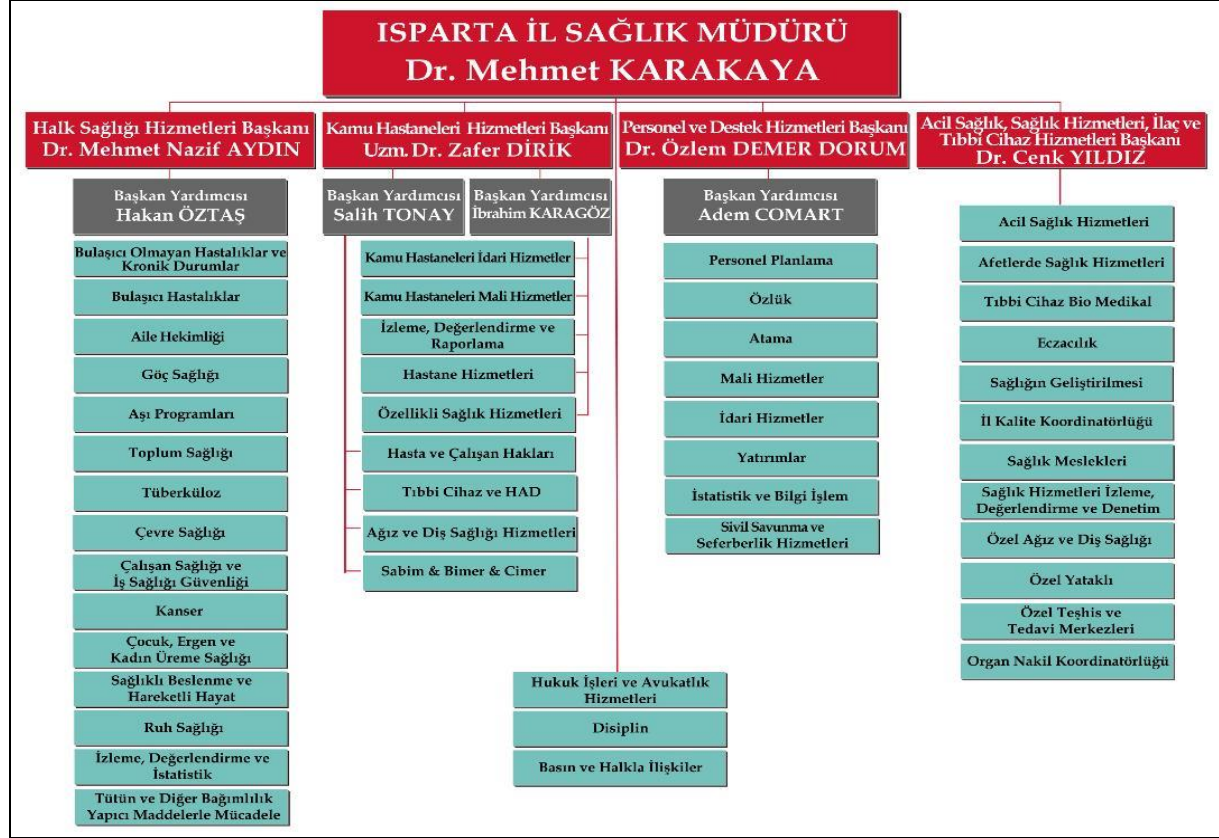 ISPARTA İL SAĞLIK MÜDÜRÜ
Dr. Mehmet KARAKAYA
Halk Sağlığı Hizmetleri Başkanı
Dr. Mehmet Nazif AYDIN
Başkan Yardımcısı
Hakan ÖZTAŞ
Bulaşıcı Olmayan Hastalıklar ve
Kronik Durumlar
Bulaşıcı Hastalıklar
Aile Hekimliği
Göç Sağlığı
Aşı Programları
Toplum Sağlığı
Tüberküloz
Çevre Sağlığı
Çalışan Sağlığı ve
İş Sağlığı Güvenliği
Kanser
Çocuk, Ergen ve
Kadın Üreme Sağlığı
Sağlıklı Beslenme ve
Hareketli Hayat
Ruh Sağlığı
İzleme, Değerlendirme ve
İstatistik
Tütün ve Diğer Bağımlılık
Yapıcı Maddelerle Mücadele
Kamu Hastaneleri Hizmetleri Başkanı
Uzm. Dr. Zafer DİRİK
Başkan Yardımcısı
Salih TONAY
Başkan Yardımcısı
İbrahim KARAGÖZ
Kamu Hastaneleri İdari Hizmetler
Kamu Hastaneleri Mali Hizmetler
İzleme, Değerlendirme ve
Raporlama
Hastane Hizmetleri
Özellikli Sağlık Hizmetleri
Hasta ve Çalışan Hakları
Tıbbi Cihaz ve HAD
Ağız ve Diş Sağlığı Hizmetleri
Sabim & Bimer & Cimer
Personel ve Destek Hizmetleri Başkanı
Dr. Özlem DEMER DORUM
Başkan Yardımcısı
Adem COMART
Personel Planlama
Özlük
Atama
Mali Hizmetler
İdari Hizmetler
Yatırımlar
İstatistik ve Bilgi İşlem
Sivil Savunma ve
Seferberlik Hizmetleri
Acil Sağlık, Sağlık Hizmetleri, İlaç ve
Tıbbi Cihaz Hizmetleri Başkanı
Dr. Cenk YILDIZ
Acil Sağlık Hizmetleri
Afetlerde Sağlık Hizmetleri
Tıbbi Cihaz Bio Medikal
Eczacılık
Sağlığın Geliştirilmesi
İl Kalite Koordinatörlüğü
Sağlık Meslekleri
Sağlık Hizmetleri İzleme,
Değerlendirme ve Denetim
Özel Ağız ve Diş Sağlığı
Özel Yataklı
Özel Teşhis ve
Tedavi Merkezleri
Organ Nakil Koordinatörlüğü
Hukuk İşleri ve Avukatlık
Hizmetleri
Disiplin
Basın ve Halkla İlişkiler